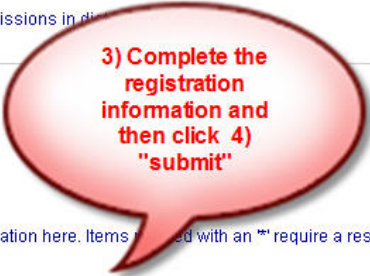 issions in
3) Complete the
registration
information and
then click 4)
"submit"
ation here. Items with an '*' require a res